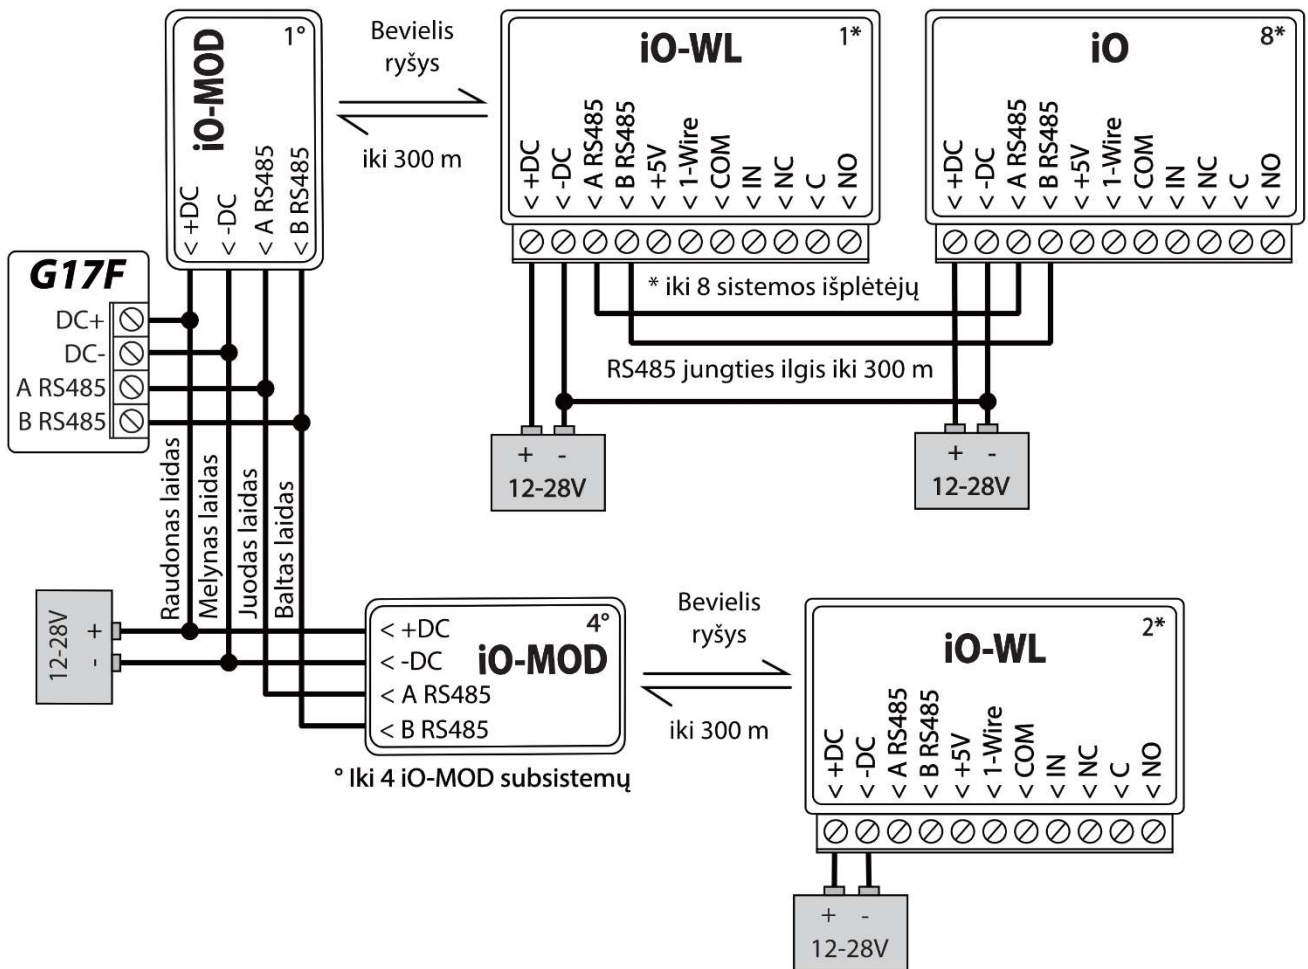 iO-MOD
1°
< +DC
< -DC
< A RS485
< B RS485
Bevielis
ryšys
iki 300 m
iO-WL
1*
< +DC
< -DC
< A RS485
< B RS485
< +5V
< 1-Wire
< COM
< IN
< NC
< C
< NO
iO
8*
< +DC
< -DC
< A RS485
< B RS485
< +5V
< 1-Wire
< COM
< IN
< NC
< C
< NO
* iki 8 sistemos išplėtėjų
RS485 jungties ilgis iki 300 m
+ -
12-28V
+ -
12-28V
G17F
DC+
DC-
A RS485
B RS485
Raudonas laidas
Melynas laidas
Juodas laidas
Baltas laidas
12-28V
+
-
4°
< +DC
< -DC
iO-MOD
< A RS485
< B RS485
° Iki 4 iO-MOD subsistemų
Bevielis
ryšys
iki 300 m
iO-WL
2*
< +DC
< -DC
< A RS485
< B RS485
< +5V
< 1-Wire
< COM
< IN
< NC
< C
< NO
+ -
12-28V